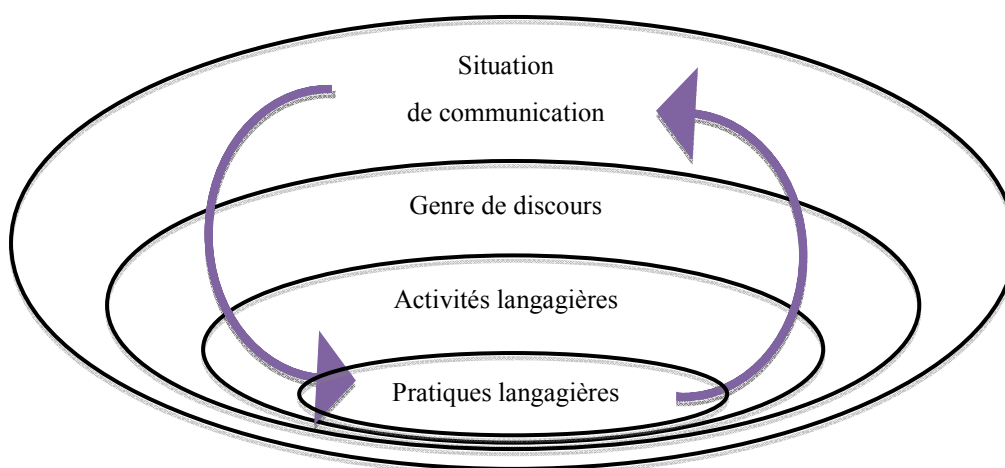 Situation
de communication
Genre de discours
Activités langagières
Pratiques langagières